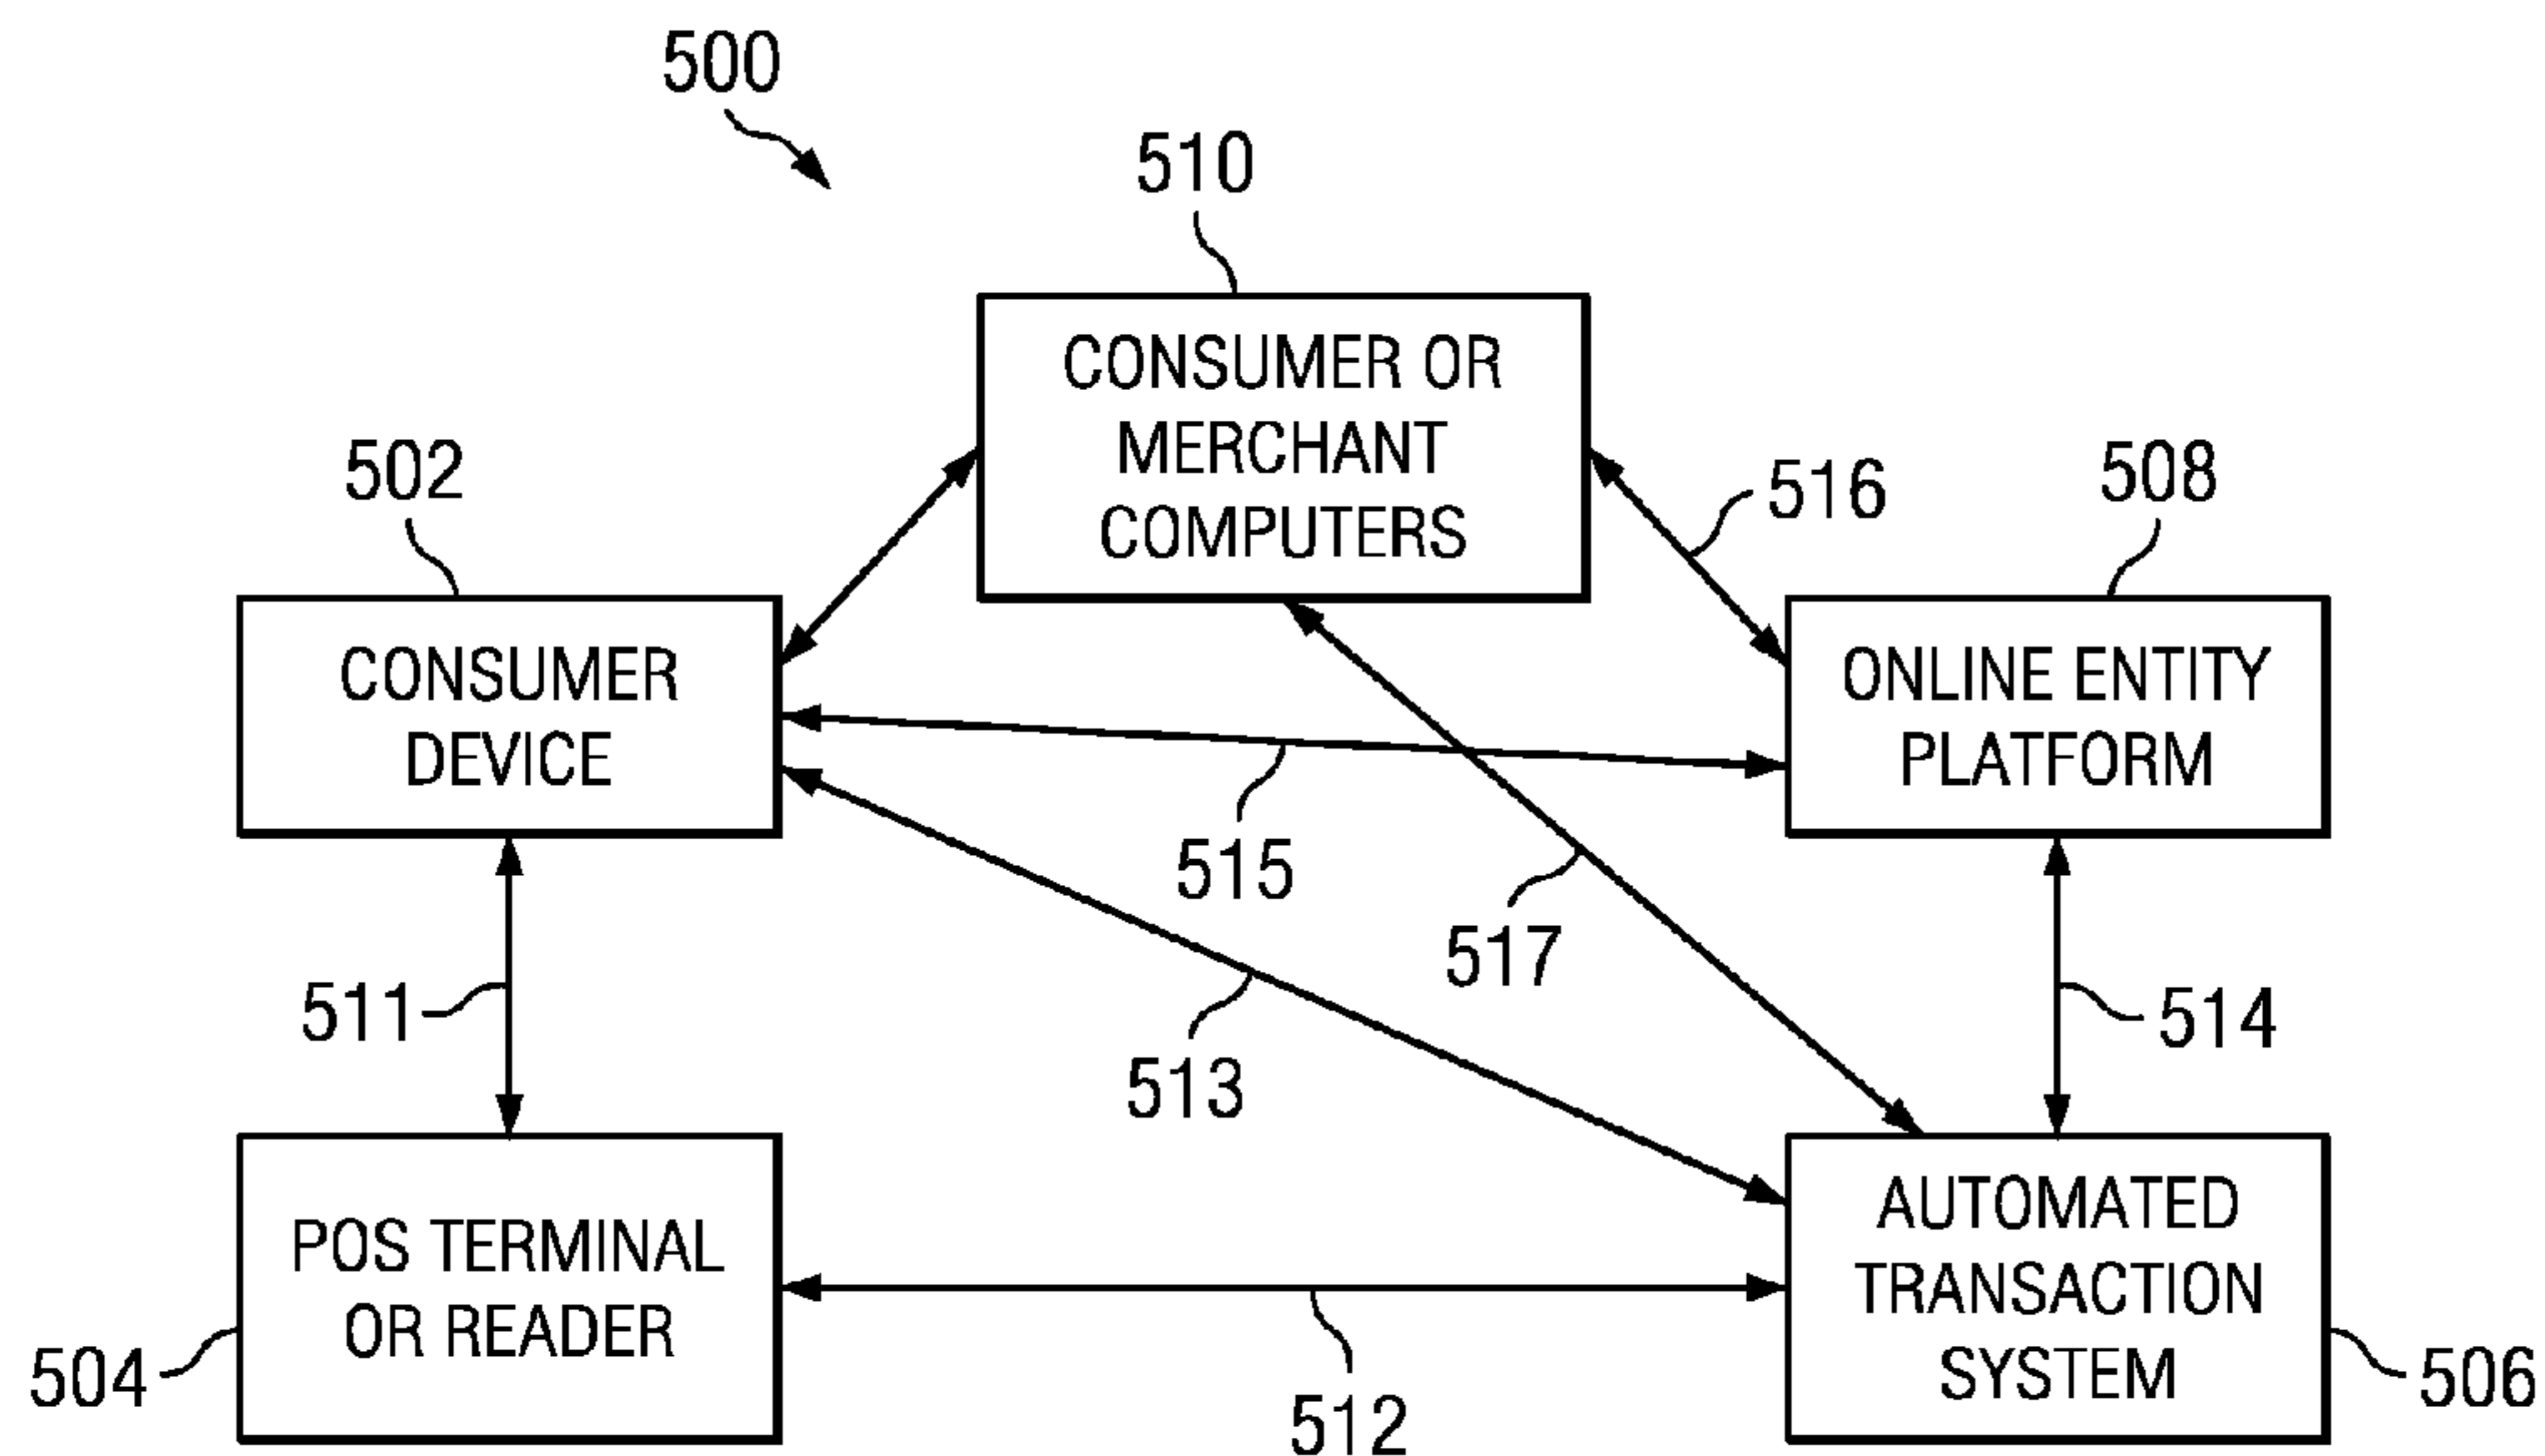 500
510
CONSUMER OR
MERCHANT
COMPUTERS
502
516
508
CONSUMER
DEVICE
ONLINE ENTITY
PLATFORM
515
517
511
514
513
POS TERMINAL
OR READER
504
AUTOMATED
TRANSACTION
SYSTEM
506
512